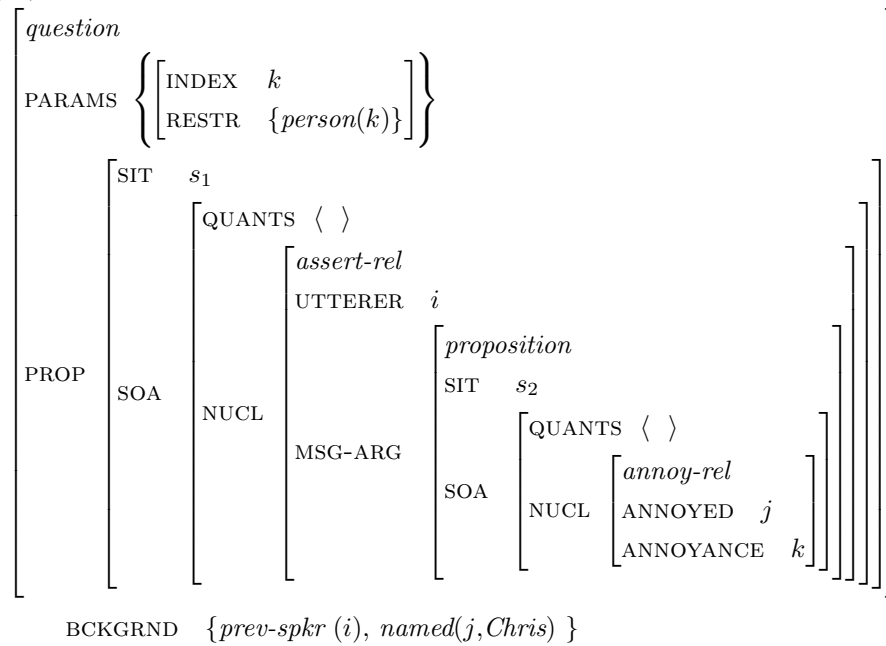 question
PARAMS { [ INDEX k
RESTR {person(k)} ] }
SIT s₁
QUANTS ⟨ ⟩
assert-rel
UTTERER i
proposition
PROP
SIT s₂
SOA
NUCL
QUANTS ⟨ ⟩
MSG-ARG
annoy-rel
SOA
NUCL
ANNOYED j
ANNOYANCE k
BCKGRND {prev-spkr (i), named(j,Chris) }